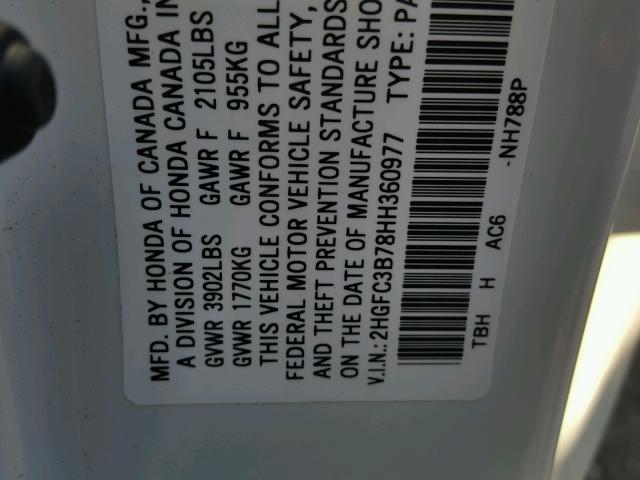 MFD. BY HONDA OF CANADA MFG.,
A DIVISION OF HONDA CANADA IN
GVWR 3902LBS GAWR F 2105LBS
GVWR 1770KG GAWR F 955KG
THIS VEHICLE CONFORMS TO ALL
FEDERAL MOTOR VEHICLE SAFETY,
AND THEFT PREVENTION STANDARDS
ON THE DATE OF MANUFACTURE SHO
V.I.N.: 2HGFC3B78HH360977 TYPE: PA
TBH H AC6 -NH788P